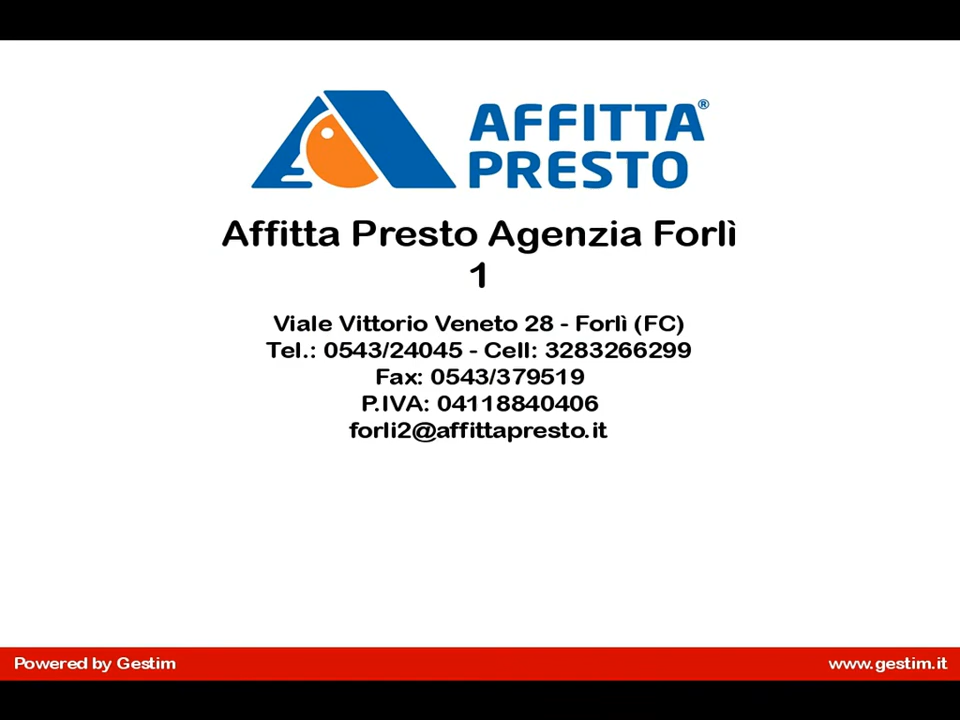 AFFITTA®
PRESTO
Affitta Presto Agenzia Forlì
1
Viale Vittorio Veneto 28 - Forlì (FC)
Tel.: 0543/24045 - Cell: 3283266299
Fax: 0543/379519
P.IVA: 04118840406
forli2@affittapresto.it
Powered by Gestim
www.gestim.it